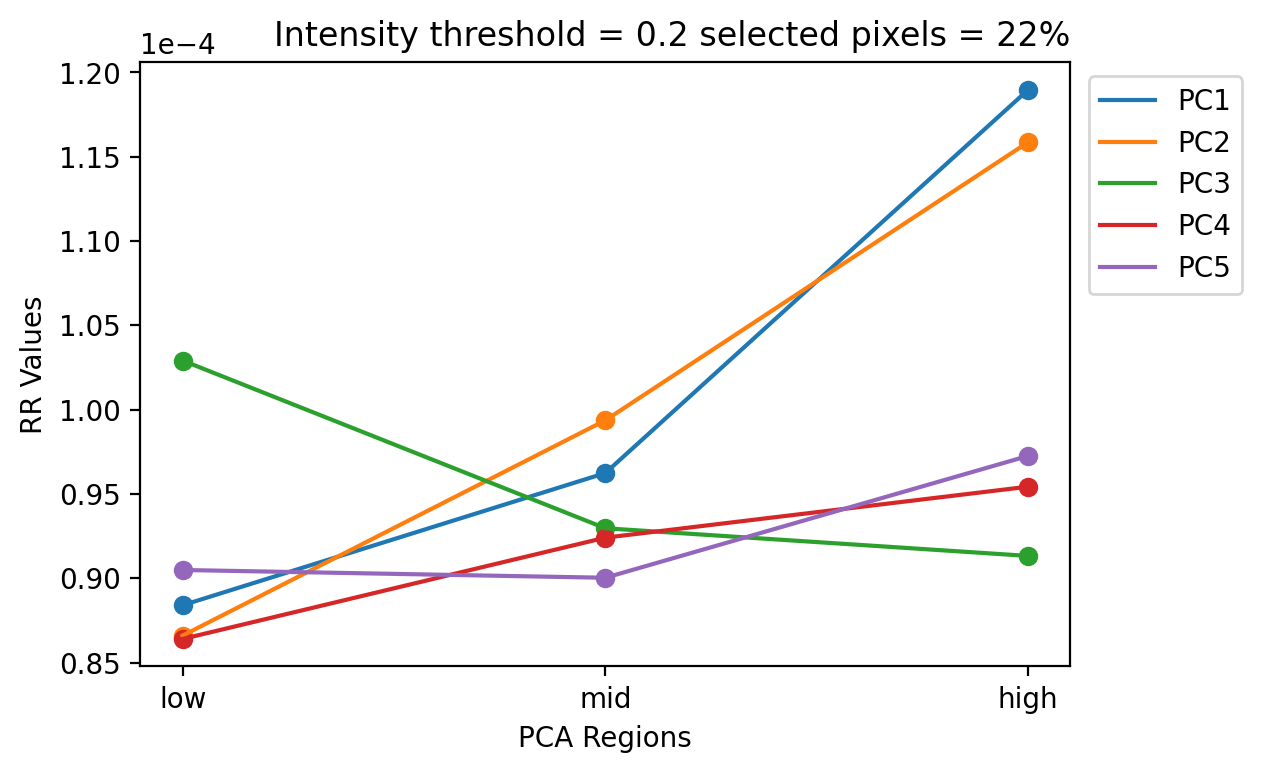 Intensity threshold = 0.2 selected pixels = 22%
1e−4
1.20
1.15
1.10
1.05
1.00
0.95
0.90
0.85
RR Values
low mid high
PCA Regions
PC1
PC2
PC3
PC4
PC5